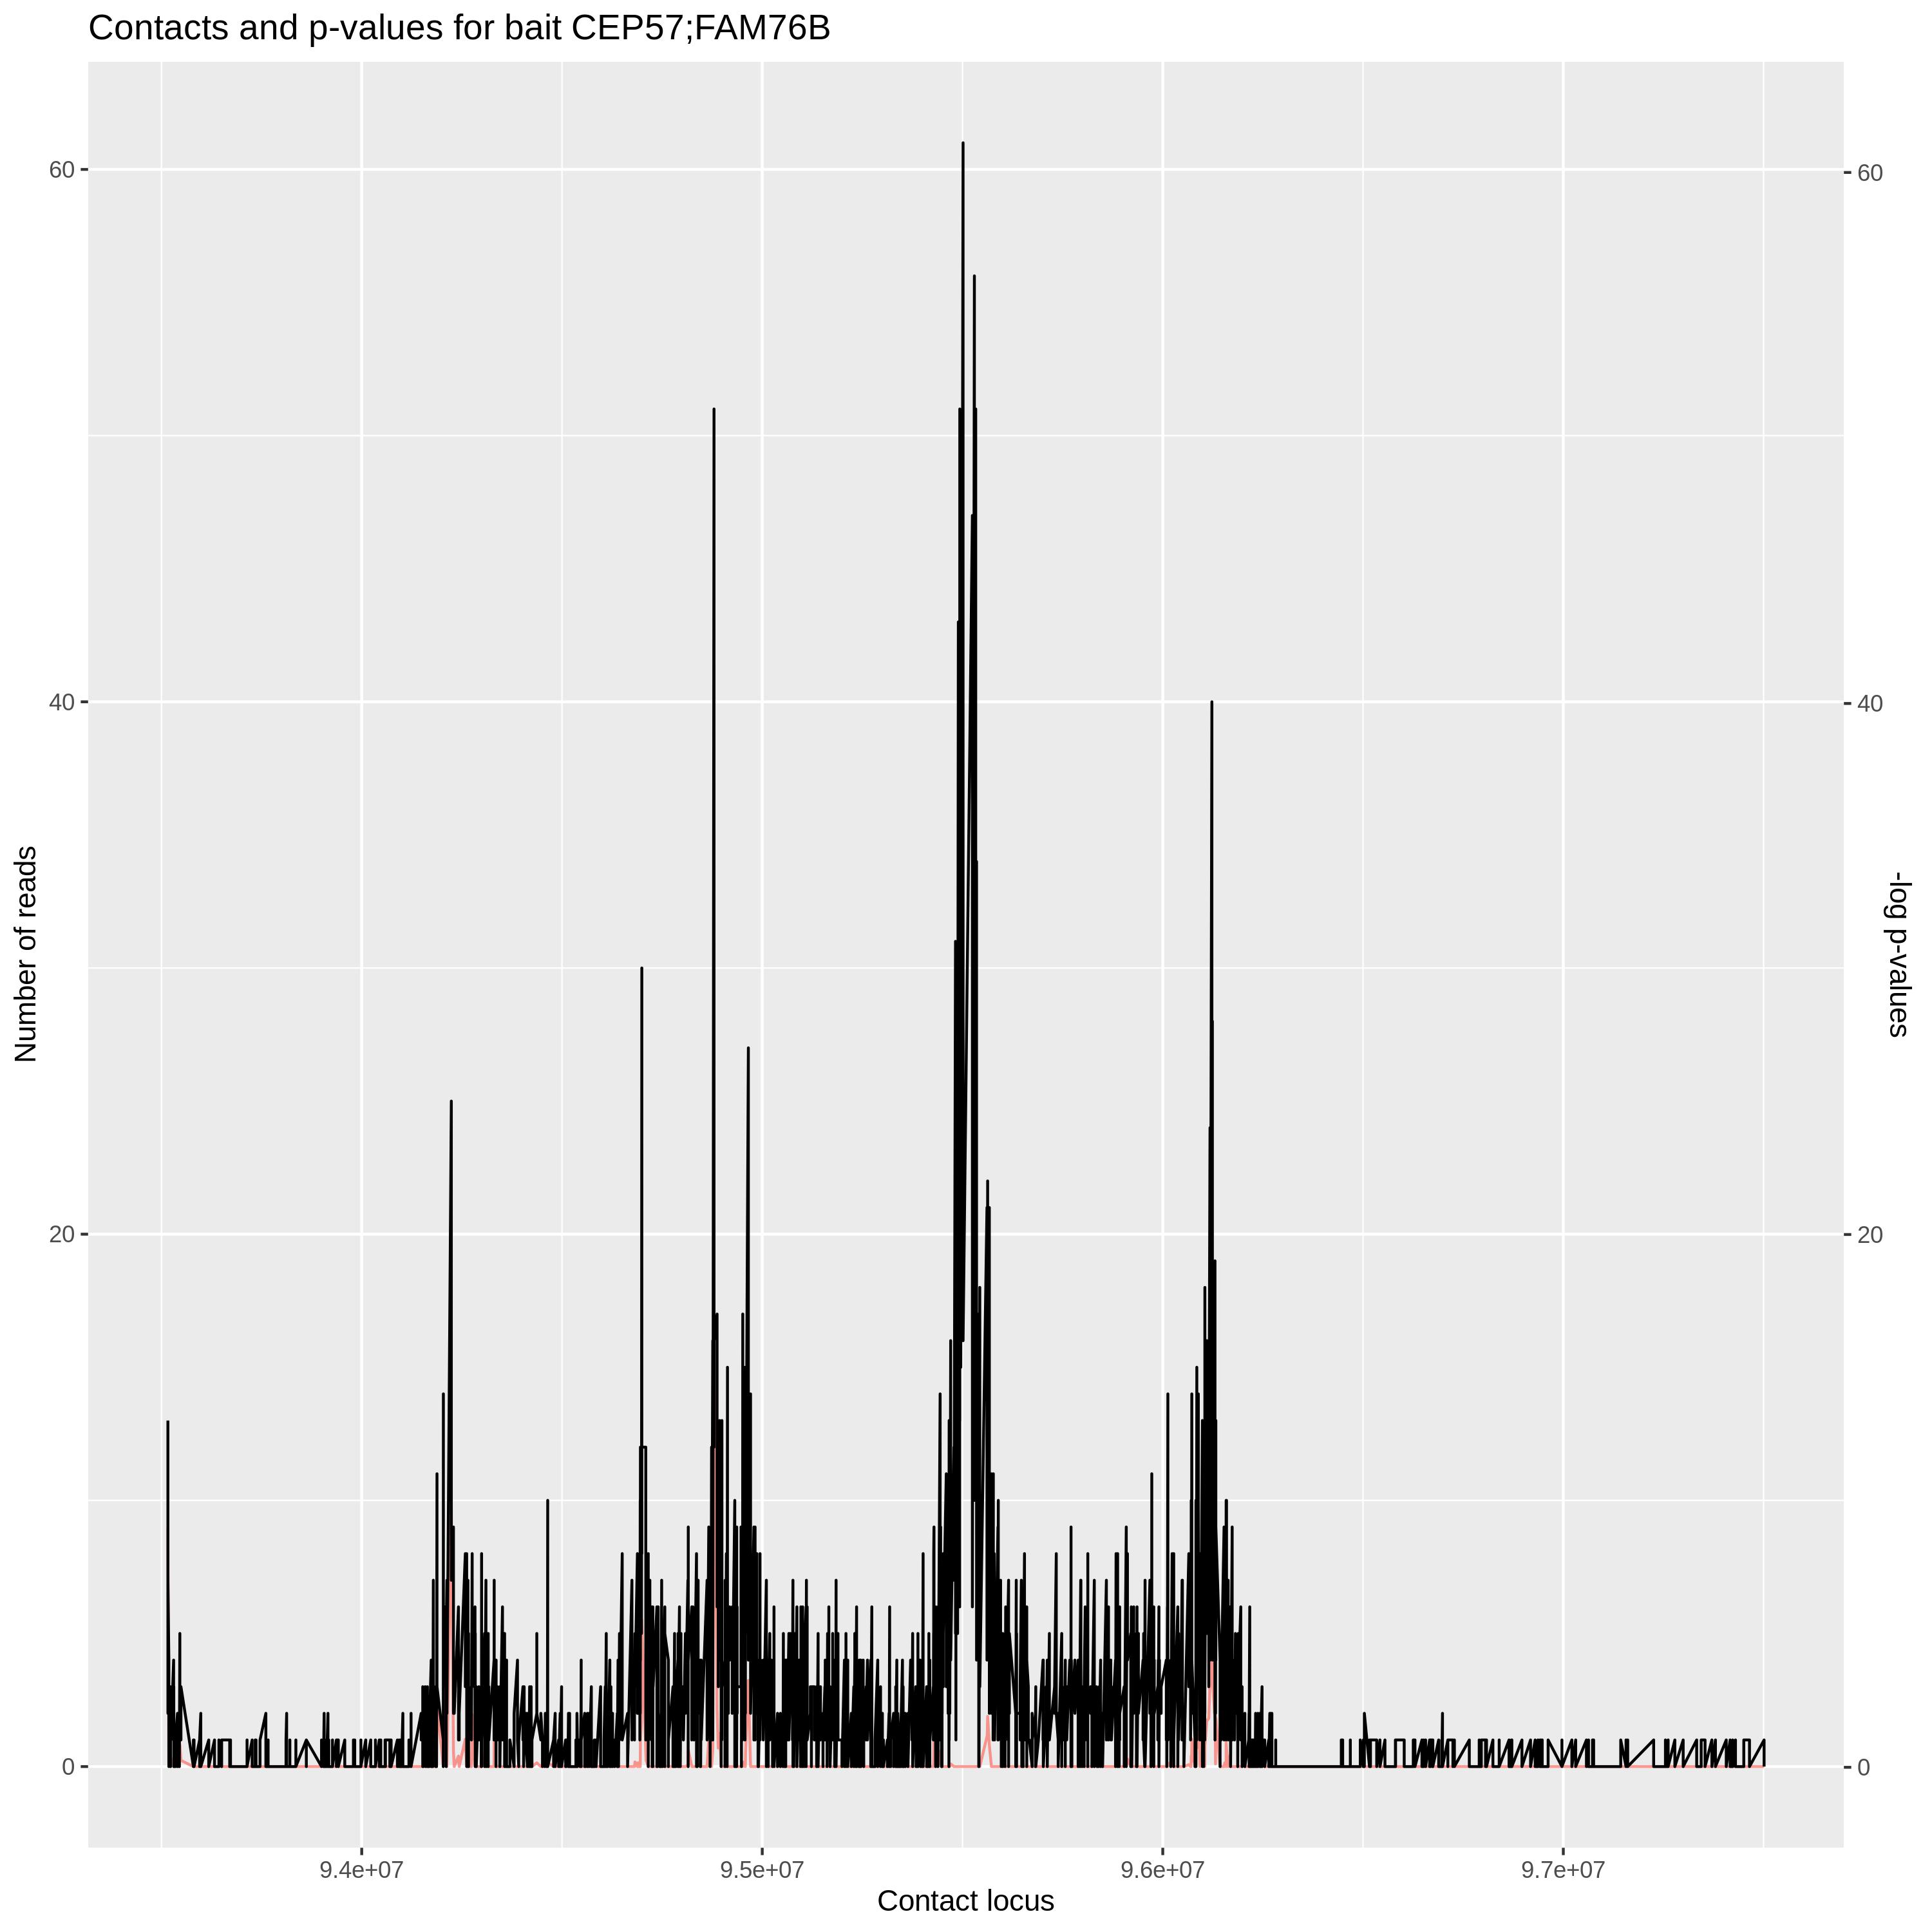 Contacts and p-values for bait CEP57;FAM76B
Number of reads
60
40
20
0
60
40
20
0
-log p-values
9.4e+07 9.5e+07 9.6e+07 9.7e+07
Contact locus